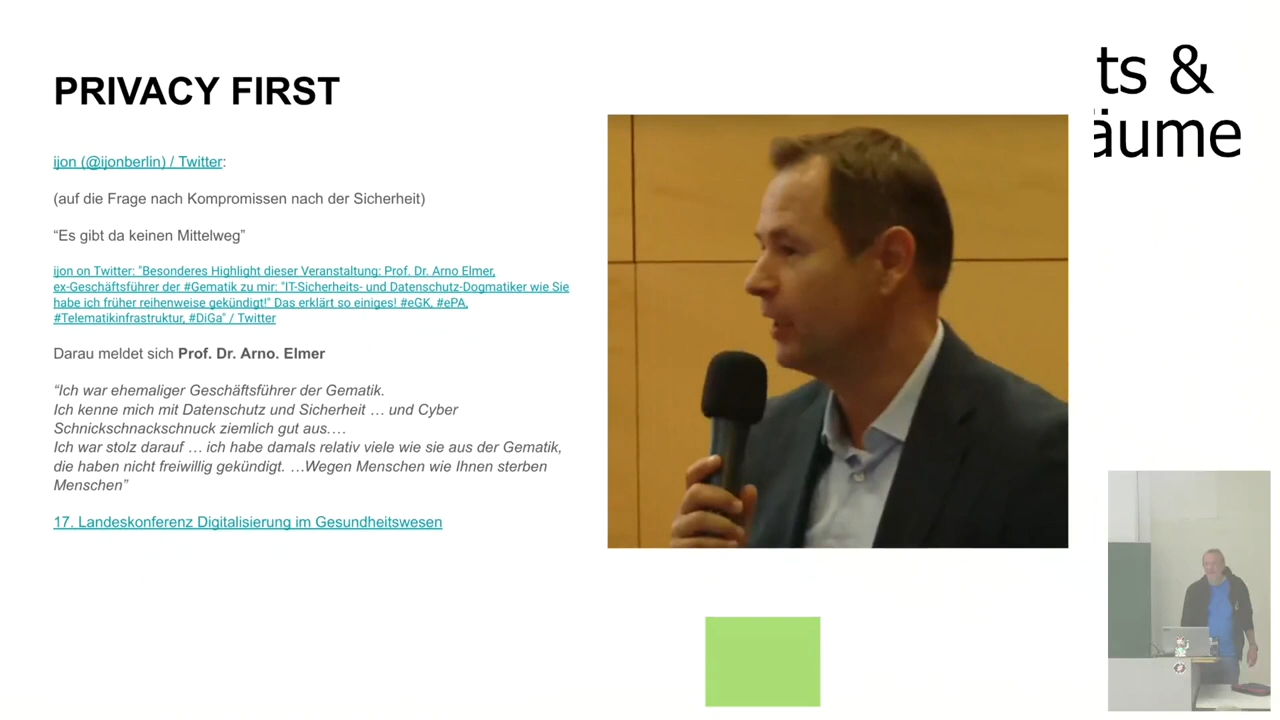 PRIVACY FIRST
ijon (@ijonberlin) / Twitter:
(auf die Frage nach Kompromissen nach der Sicherheit)
“Es gibt da keinen Mittelweg”
ijon on Twitter: "Besonderes Highlight dieser Veranstaltung: Prof. Dr. Arno Elmer,
ex-Geschäftsführer der #Gematik zu mir: "IT-Sicherheits- und Datenschutz-Dogmatiker wie Sie
habe ich früher reihenweise gekündigt!" Das erklärt so einiges! #eGK, #ePA,
#Telematikinfrastruktur, #DiGa" / Twitter
Darau meldet sich Prof. Dr. Arno. Elmer
“Ich war ehemaliger Geschäftsführer der Gematik.
Ich kenne mich mit Datenschutz und Sicherheit … und Cyber
Schnickschnackschnuck ziemlich gut aus.…
Ich war stolz darauf … ich habe damals relativ viele wie sie aus der Gematik,
die haben nicht freiwillig gekündigt. …Wegen Menschen wie Ihnen sterben
Menschen”
17. Landeskonferenz Digitalisierung im Gesundheitswesen
ts &
äume